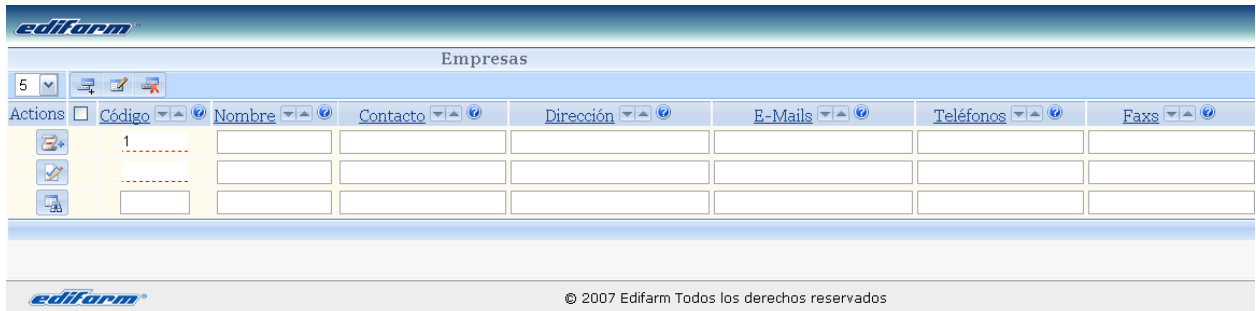 edifarm
Empresas
5
Actions Código Nombre Contacto Dirección E-Mails Teléfonos Faxs
1
edifarm
© 2007 Edifarm Todos los derechos reservados